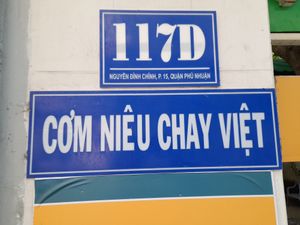 117D
NGUYỄN ĐÌNH CHÍNH, P. 15, QUẬN PHÚ NHUẬN
CƠM NIÊU CHAY VIỆT